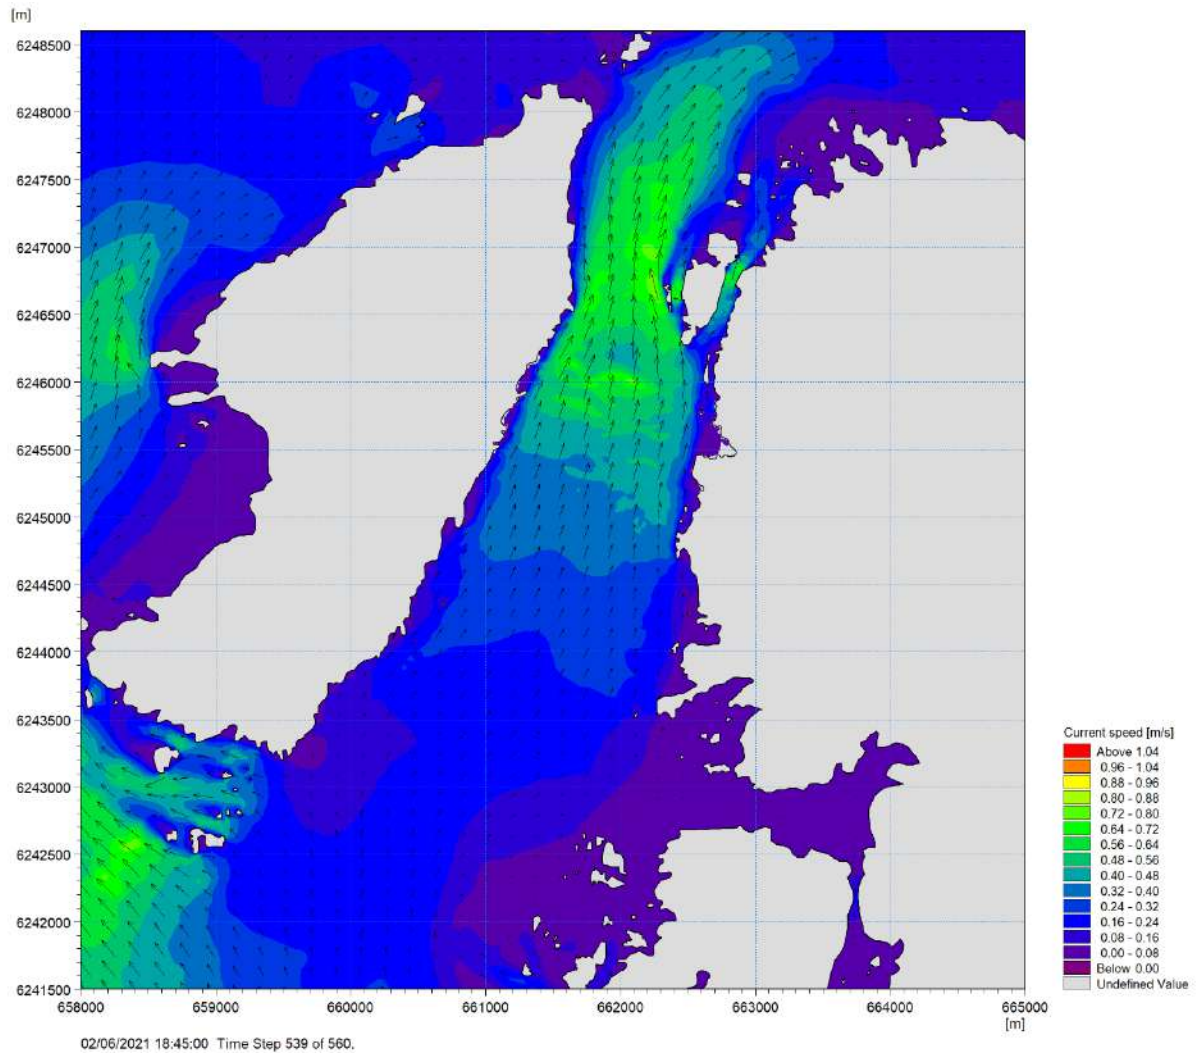 [m]
6248500
6248000
6247500
6247000
6246500
6246000
6245500
6245000
6244500
6244000
6243500
6243000
6242500
6242000
6241500
658000 659000 660000 661000 662000 663000 664000 665000
[m]
Current speed [m/s]
Above 1.04
0.96 - 1.04
0.88 - 0.96
0.80 - 0.88
0.72 - 0.80
0.64 - 0.72
0.56 - 0.64
0.48 - 0.56
0.40 - 0.48
0.32 - 0.40
0.24 - 0.32
0.16 - 0.24
0.08 - 0.16
0.00 - 0.08
Below 0.00
Undefined Value
02/06/2021 18:45:00 Time Step 539 of 560.